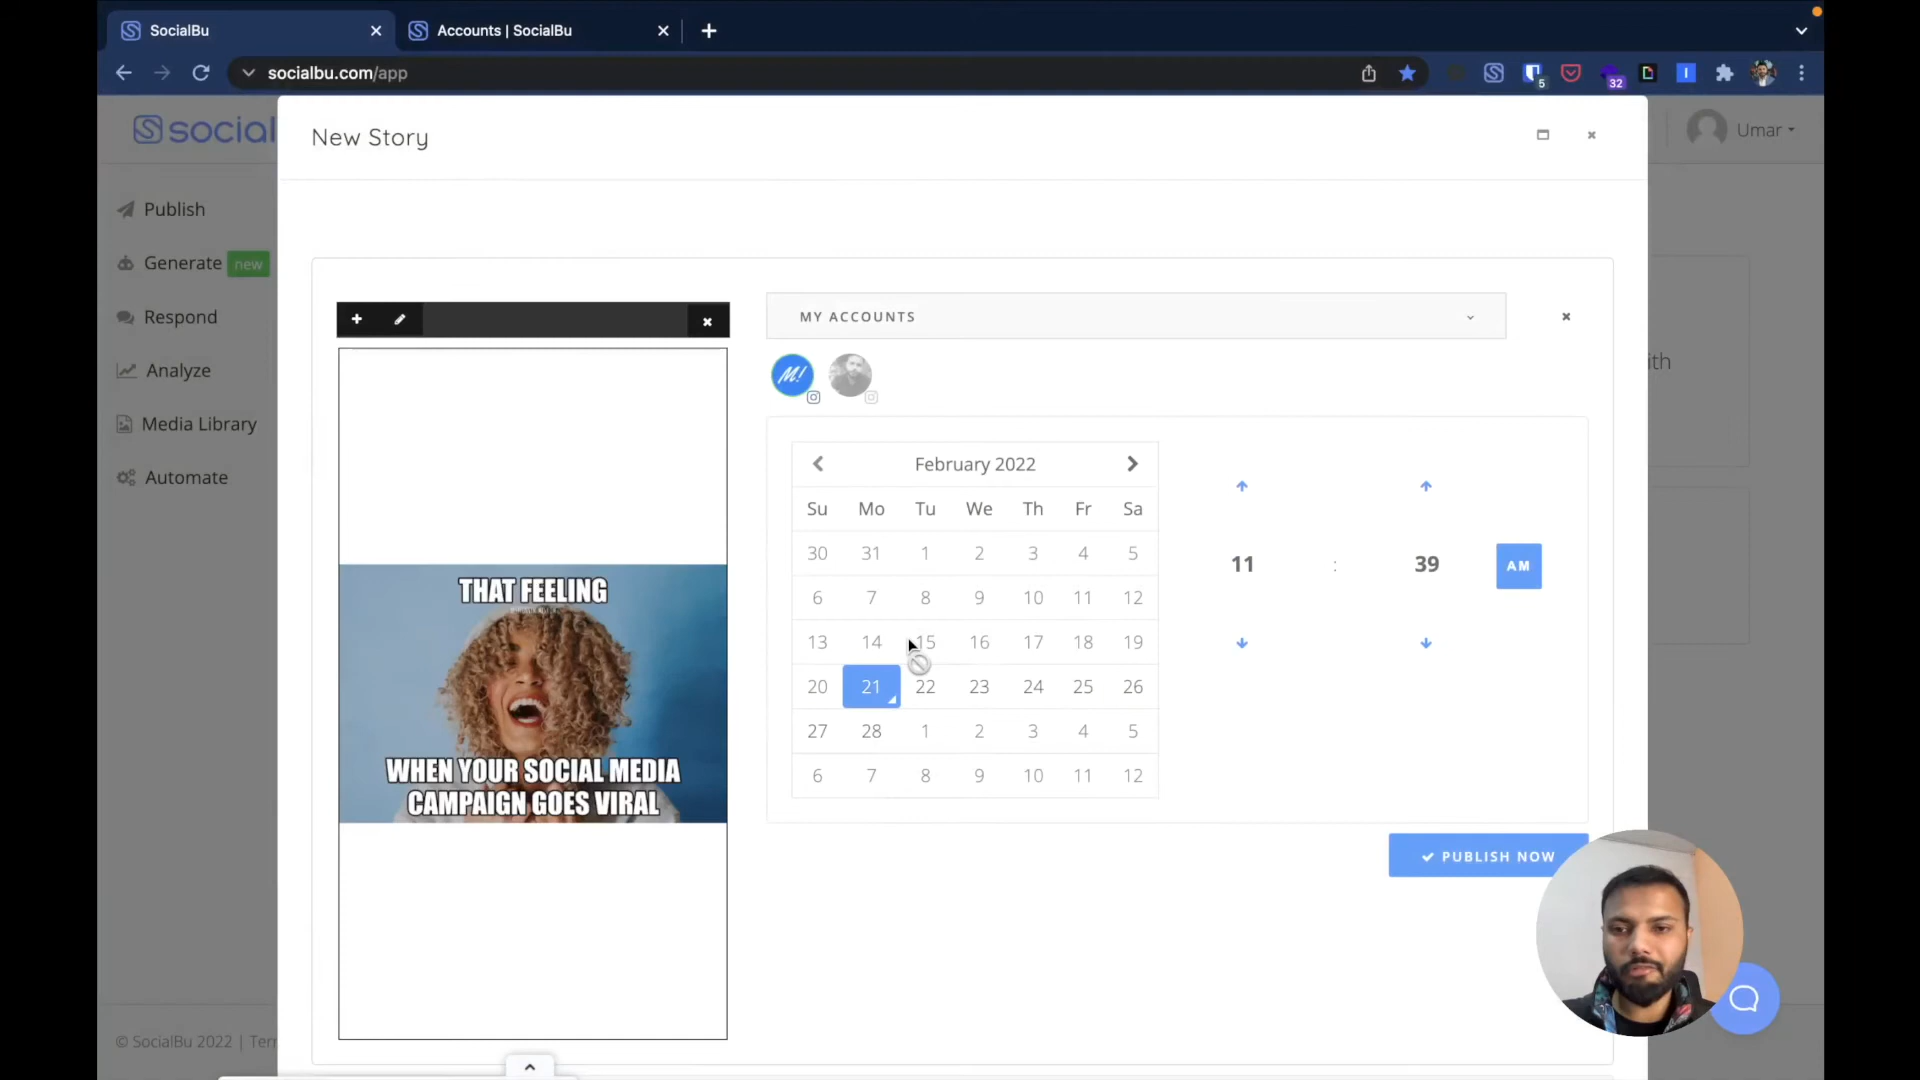 SocialBu
Accounts | SocialBu
socialbu.com/app
5
32
social
New Story
Umar
Publish
Generate new
Respond
Analyze
Media Library
Automate
MY ACCOUNTS
M!
ith
February 2022
Su Mo Tu We Th Fr Sa
30 31 1 2 3 4 5
6 7 8 9 10 11 12
13 14 15 16 17 18 19
20 21 22 23 24 25 26
27 28 1 2 3 4 5
6 7 8 9 10 11 12
11 : 39 AM
THAT FEELING
WHEN YOUR SOCIAL MEDIA
CAMPAIGN GOES VIRAL
PUBLISH NOW
© SocialBu 2022 | Ter